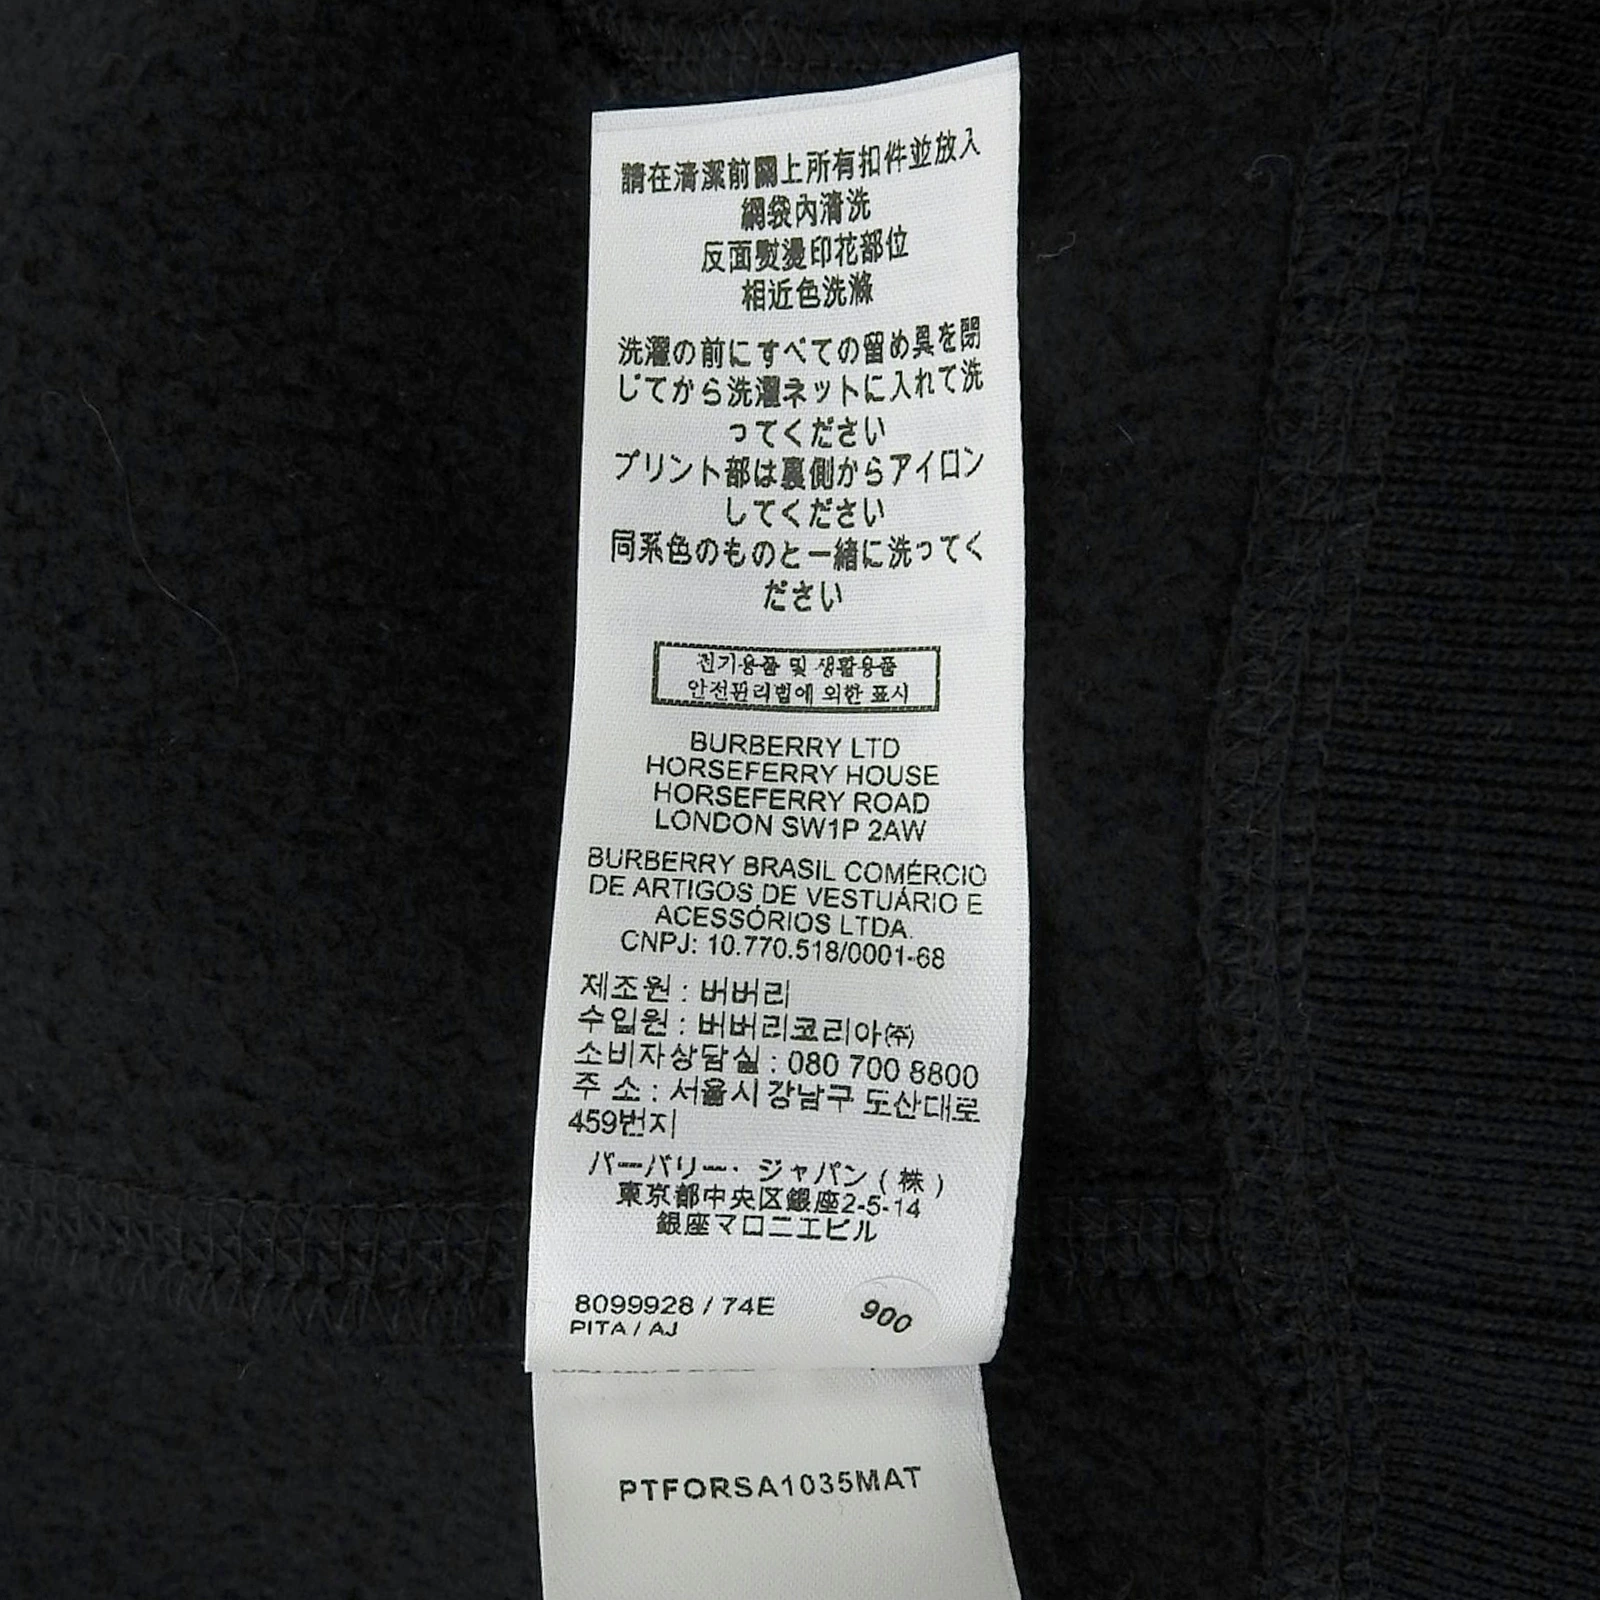 請在清潔前關上所有扣件並放入
網袋內清洗
反面熨燙印花部位
相近色洗滌
洗濯の前にすべての留め具を閉
じてから洗濯ネットに入れて洗
ってください
プリント部は裏側からアイロン
してください
同系色のものと一緒に洗ってく
ださい
전기용품 및 생활용품
안전관리법에 의한 표시
BURBERRY LTD
HORSEFERRY HOUSE
HORSEFERRY ROAD
LONDON SW1P 2AW
BURBERRY BRASIL COMÉRCIO
DE ARTIGOS DE VESTUÁRIO E
ACESSÓRIOS LTDA.
CNPJ: 10.770.518/0001-68
제조원 : 버버리
수입원 : 버버리코리아㈜
소비자상담실 : 080 700 8800
주 소 : 서울시 강남구 도산대로
459번지
バーバリー・ジャパン ( 株 )
東京都中央区銀座2-5-14
銀座マロニエビル
8099928 / 74E
900
PITA / AJ
PTFORSA1035MAT